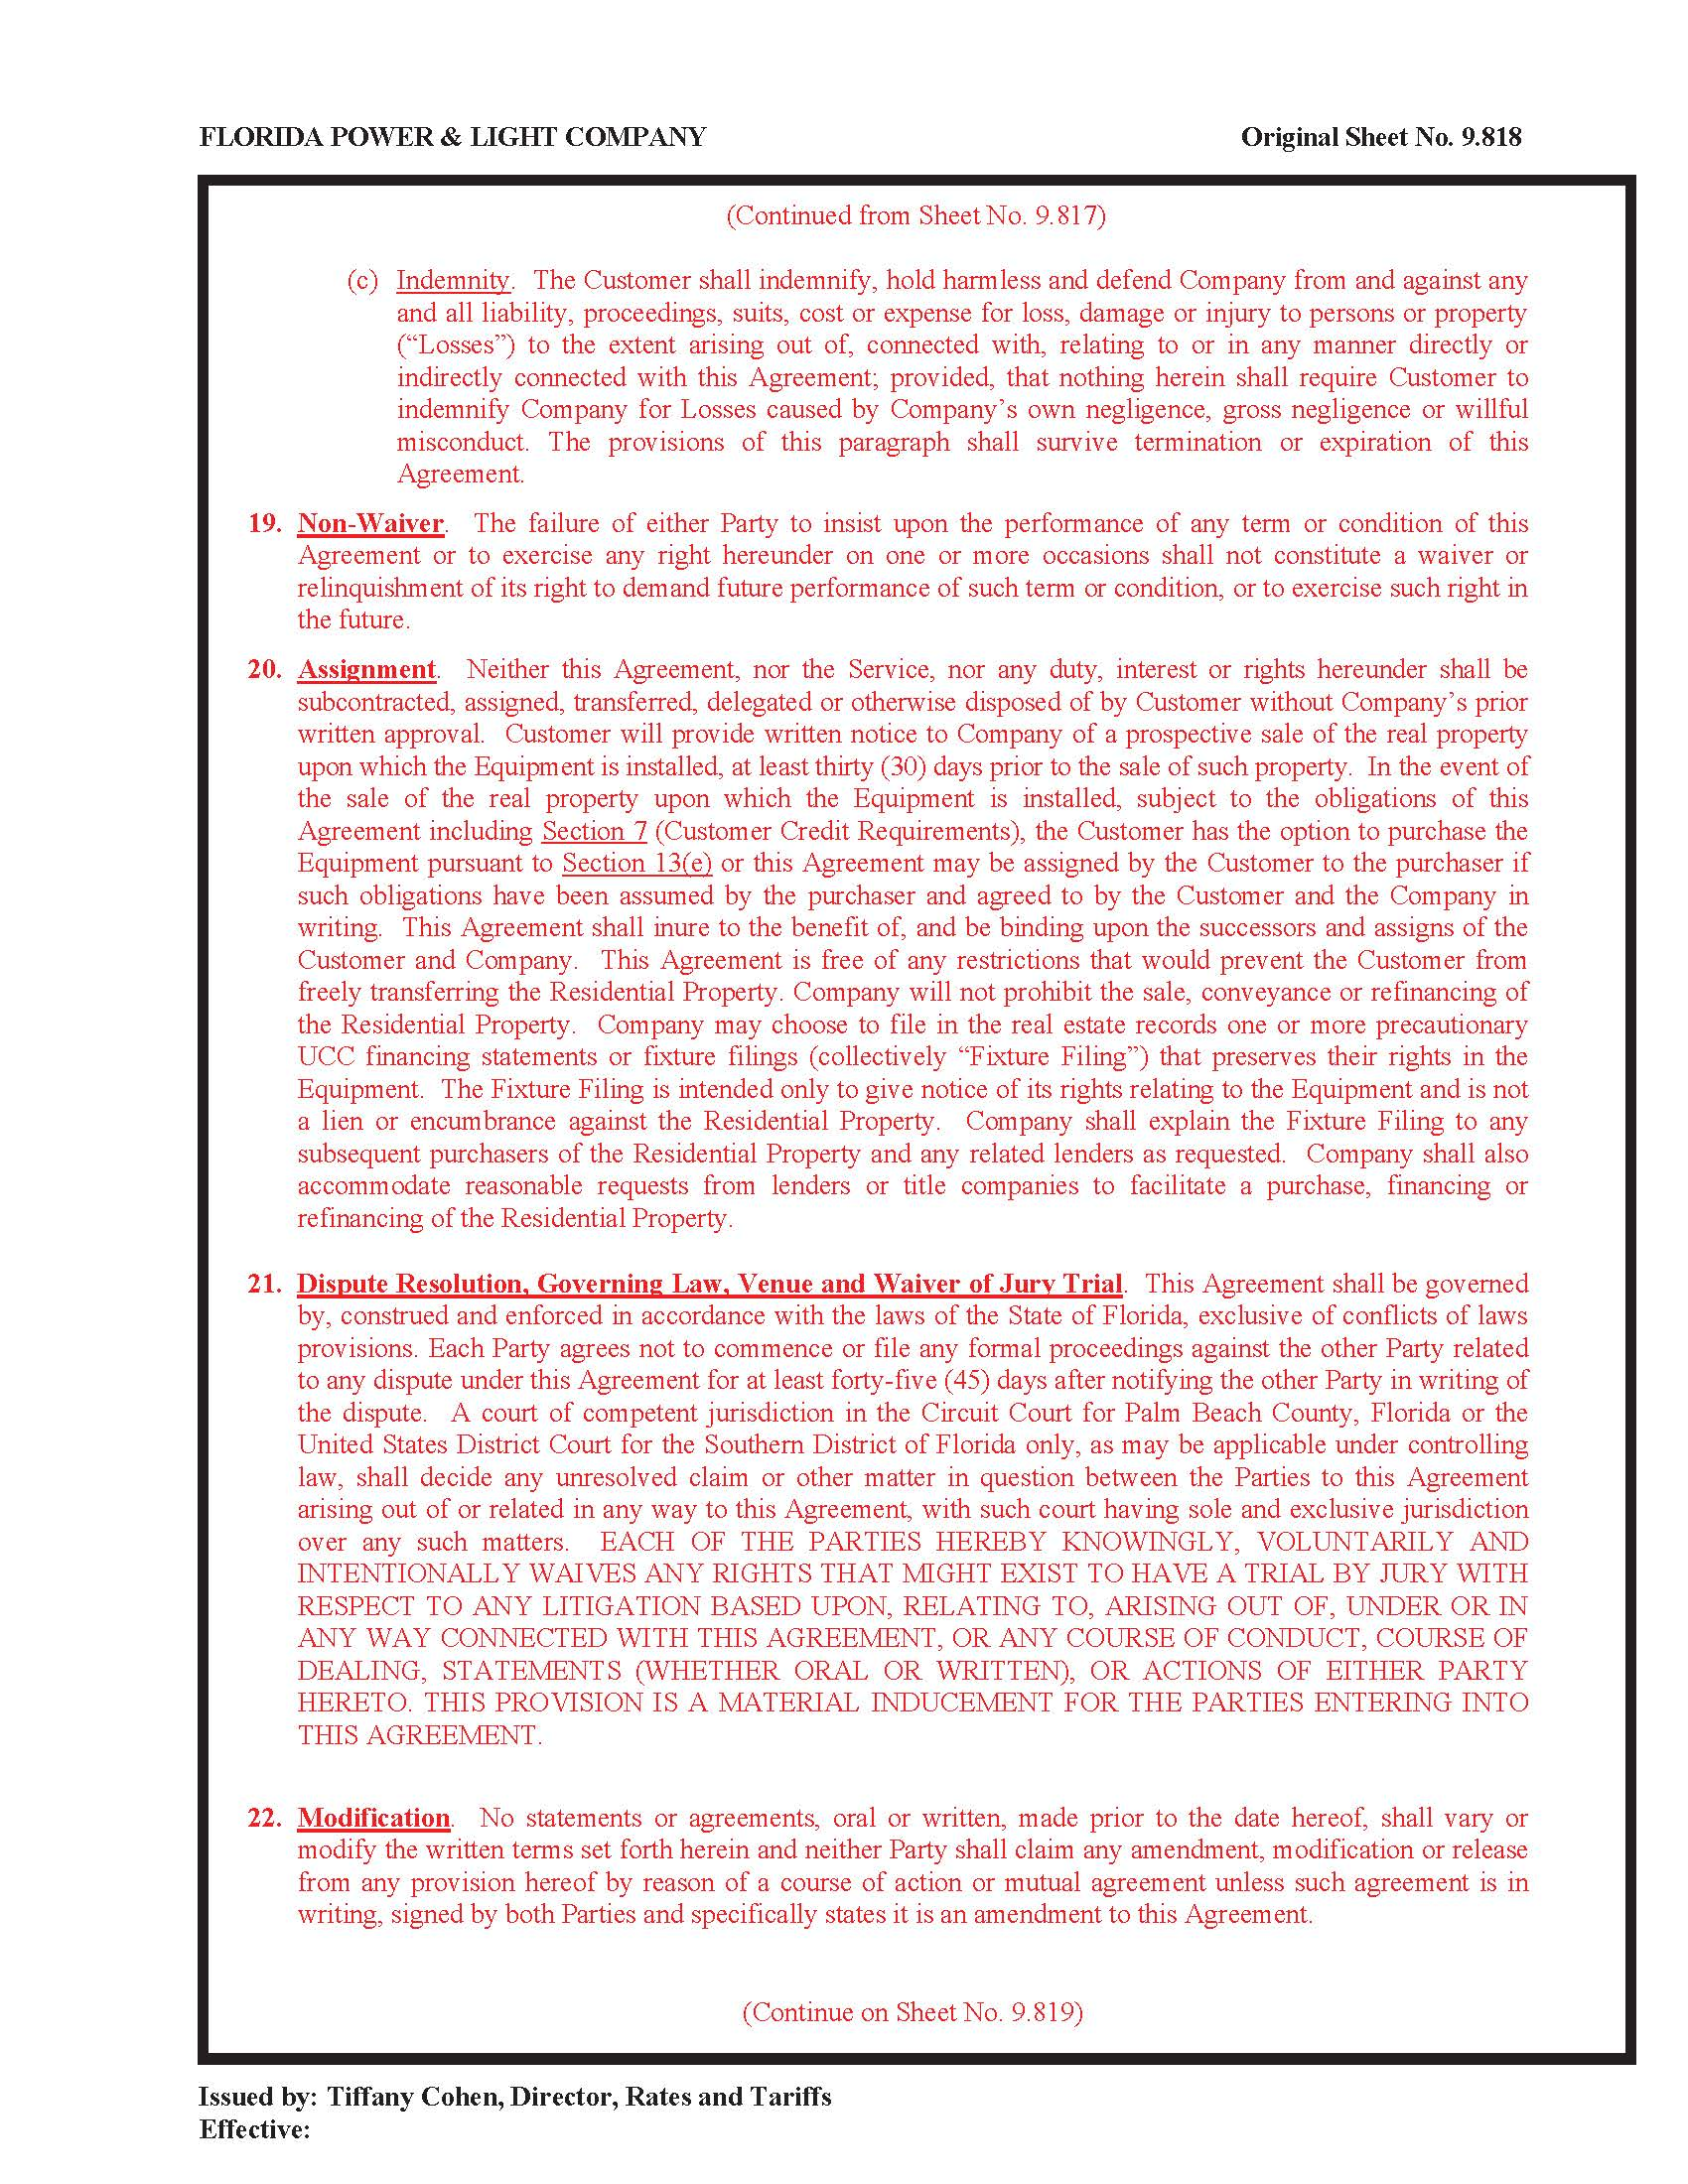 FLORIDA POWER & LIGHT COMPANY Original Sheet No. 9.818
(Continued from Sheet No. 9.817)
(c) Indemnity. The Customer shall indemnify, hold harmless and defend Company from and against any
and all liability, proceedings, suits, cost or expense for loss, damage or injury to persons or property
(“Losses”) to the extent arising out of, connected with, relating to or in any manner directly or
indirectly connected with this Agreement; provided, that nothing herein shall require Customer to
indemnify Company for Losses caused by Company’s own negligence, gross negligence or willful
misconduct. The provisions of this paragraph shall survive termination or expiration of this
Agreement.
19. Non-Waiver. The failure of either Party to insist upon the performance of any term or condition of this
Agreement or to exercise any right hereunder on one or more occasions shall not constitute a waiver or
relinquishment of its right to demand future performance of such term or condition, or to exercise such right in
the future.
20. Assignment. Neither this Agreement, nor the Service, nor any duty, interest or rights hereunder shall be
subcontracted, assigned, transferred, delegated or otherwise disposed of by Customer without Company’s prior
written approval. Customer will provide written notice to Company of a prospective sale of the real property
upon which the Equipment is installed, at least thirty (30) days prior to the sale of such property. In the event of
the sale of the real property upon which the Equipment is installed, subject to the obligations of this
Agreement including Section 7 (Customer Credit Requirements), the Customer has the option to purchase the
Equipment pursuant to Section 13(e) or this Agreement may be assigned by the Customer to the purchaser if
such obligations have been assumed by the purchaser and agreed to by the Customer and the Company in
writing. This Agreement shall inure to the benefit of, and be binding upon the successors and assigns of the
Customer and Company. This Agreement is free of any restrictions that would prevent the Customer from
freely transferring the Residential Property. Company will not prohibit the sale, conveyance or refinancing of
the Residential Property. Company may choose to file in the real estate records one or more precautionary
UCC financing statements or fixture filings (collectively “Fixture Filing”) that preserves their rights in the
Equipment. The Fixture Filing is intended only to give notice of its rights relating to the Equipment and is not
a lien or encumbrance against the Residential Property. Company shall explain the Fixture Filing to any
subsequent purchasers of the Residential Property and any related lenders as requested. Company shall also
accommodate reasonable requests from lenders or title companies to facilitate a purchase, financing or
refinancing of the Residential Property.
21. Dispute Resolution, Governing Law, Venue and Waiver of Jury Trial. This Agreement shall be governed
by, construed and enforced in accordance with the laws of the State of Florida, exclusive of conflicts of laws
provisions. Each Party agrees not to commence or file any formal proceedings against the other Party related
to any dispute under this Agreement for at least forty-five (45) days after notifying the other Party in writing of
the dispute. A court of competent jurisdiction in the Circuit Court for Palm Beach County, Florida or the
United States District Court for the Southern District of Florida only, as may be applicable under controlling
law, shall decide any unresolved claim or other matter in question between the Parties to this Agreement
arising out of or related in any way to this Agreement, with such court having sole and exclusive jurisdiction
over any such matters. EACH OF THE PARTIES HEREBY KNOWINGLY, VOLUNTARILY AND
INTENTIONALLY WAIVES ANY RIGHTS THAT MIGHT EXIST TO HAVE A TRIAL BY JURY WITH
RESPECT TO ANY LITIGATION BASED UPON, RELATING TO, ARISING OUT OF, UNDER OR IN
ANY WAY CONNECTED WITH THIS AGREEMENT, OR ANY COURSE OF CONDUCT, COURSE OF
DEALING, STATEMENTS (WHETHER ORAL OR WRITTEN), OR ACTIONS OF EITHER PARTY
HERETO. THIS PROVISION IS A MATERIAL INDUCEMENT FOR THE PARTIES ENTERING INTO
THIS AGREEMENT.
22. Modification. No statements or agreements, oral or written, made prior to the date hereof, shall vary or
modify the written terms set forth herein and neither Party shall claim any amendment, modification or release
from any provision hereof by reason of a course of action or mutual agreement unless such agreement is in
writing, signed by both Parties and specifically states it is an amendment to this Agreement.
(Continue on Sheet No. 9.819)
Issued by: Tiffany Cohen, Director, Rates and Tariffs
Effective: